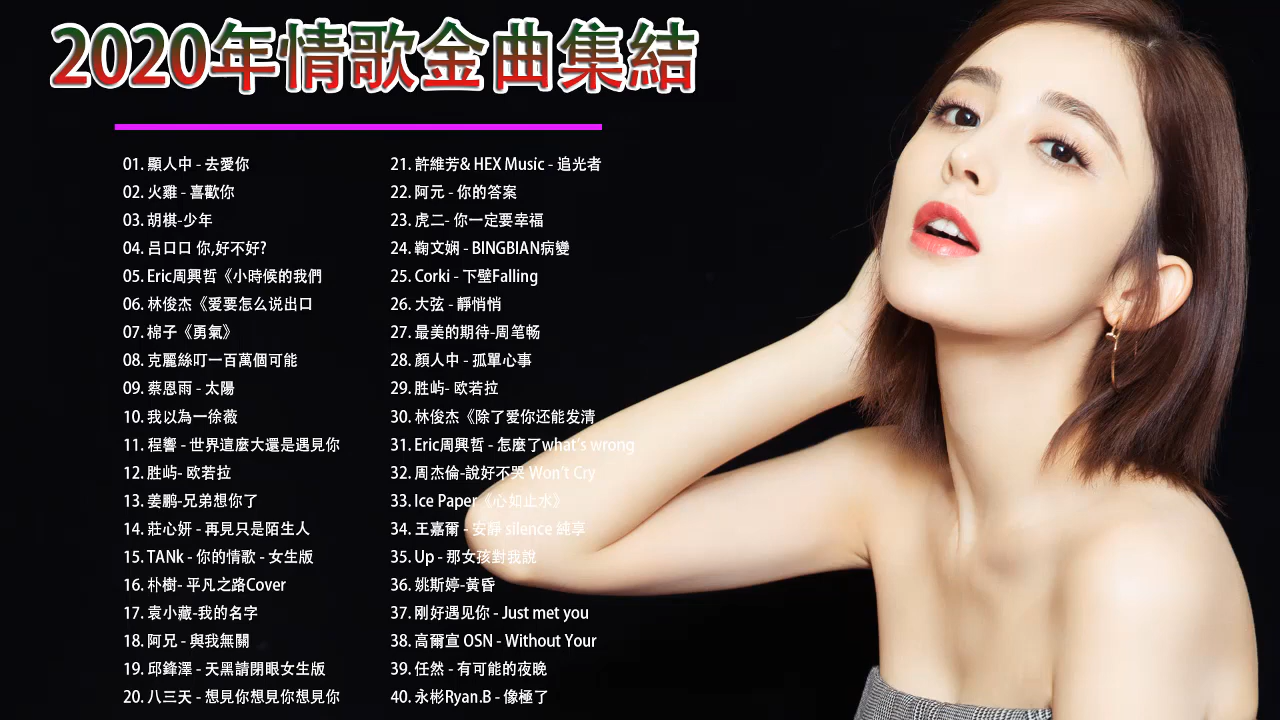 2020年情歌金曲集結
01. 顯人中 - 去愛你
02. 火雞 - 喜歡你
03. 胡棋-少年
04. 吕口口 你,好不好?
05. Eric周興哲《小時候的我們
06. 林俊杰《愛要怎么说出口
07. 棉子《勇氣》
08. 克麗絲叮一百萬個可能
09. 蔡恩雨 - 太陽
10. 我以為一徐薇
11. 程響 - 世界這麼大還是遇見你
12. 胜屿- 欧若拉
13. 姜鹏-兄弟想你了
14. 莊心妍 - 再見只是陌生人
15. TANk - 你的情歌 - 女生版
16. 朴樹- 平凡之路Cover
17. 袁小葳-我的名字
18. 阿兄 - 與我無關
19. 邱鋒澤 - 天黑請閉眼女生版
20. 八三夭 - 想見你想見你想見你
21. 許維芳& HEX Music - 追光者
22. 阿元 - 你的答案
23. 虎二- 你一定要幸福
24. 鞠文娴 - BINGBIAN病變
25. Corki - 下壁Falling
26. 大弦 - 靜悄悄
27. 最美的期待-周笔畅
28. 顏人中 - 孤單心事
29. 胜屿- 欧若拉
30. 林俊杰《除了爱你还能发清
31. Eric周興哲 - 怎麼了what's wrong
32. 周杰倫-說好不哭 Won't Cry
33. Ice Paper《心如止水》
34. 王嘉爾 - 安靜 silence 純享
35. Up - 那女孩對我說
36. 姚斯婷-黃昏
37. 刚好遇见你 - Just met you
38. 高爾宣 OSN - Without Your
39. 任然 - 有可能的夜晚
40. 永彬Ryan.B - 像極了